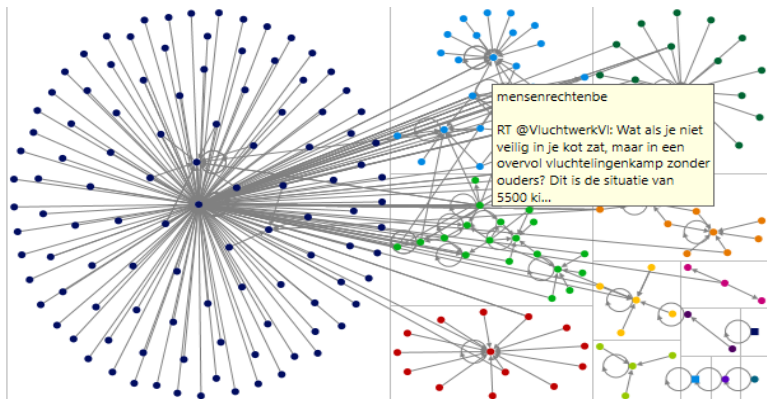 mensenrechtenbe
RT @VluchtwerkVl: Wat als je niet
veilig in je kot zat, maar in een
overvol vluchtelingenkamp zonder
ouders? Dit is de situatie van
5500 ki...